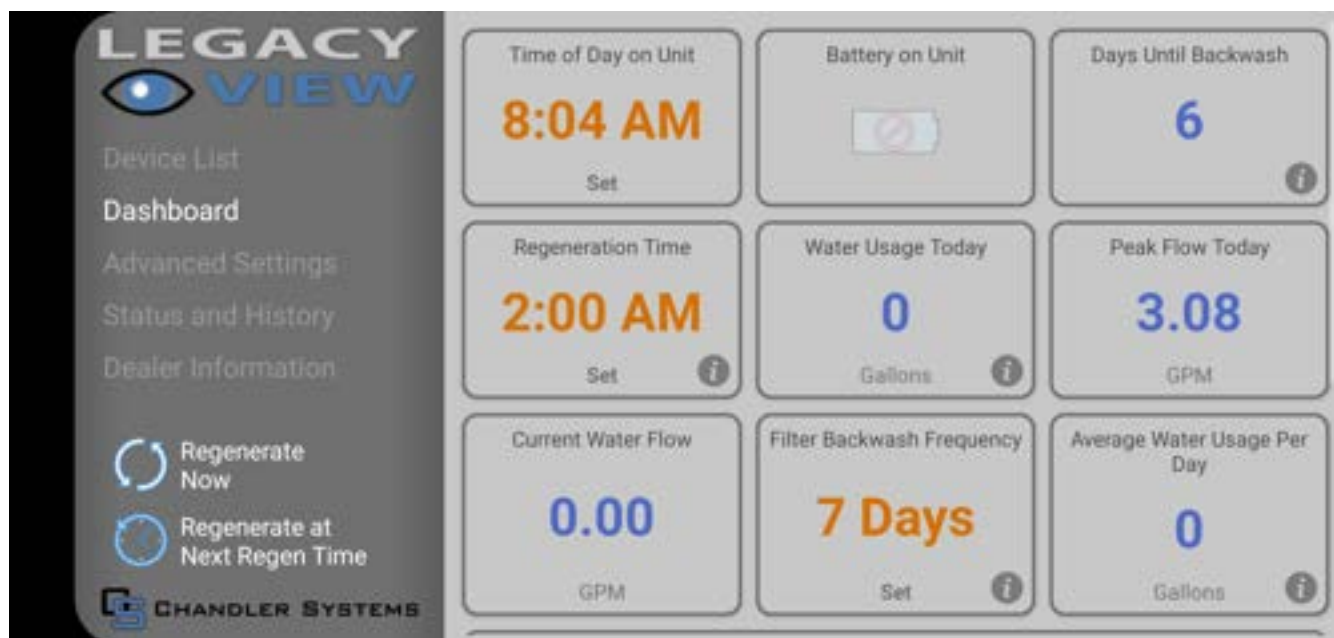 LEGACY
VIEW
Device List
Dashboard
Advanced Settings
Status and History
Dealer Information
Regenerate
Now
Regenerate at
Next Regen Time
CS CHANDLER SYSTEMS
Time of Day on Unit
8:04 AM
Set
Battery on Unit
Days Until Backwash
6
i
Regeneration Time
2:00 AM
Set
i
Water Usage Today
0
Gallons
i
Peak Flow Today
3.08
GPM
Current Water Flow
0.00
GPM
Filter Backwash Frequency
7 Days
Set
i
Average Water Usage Per
Day
0
Gallons
i